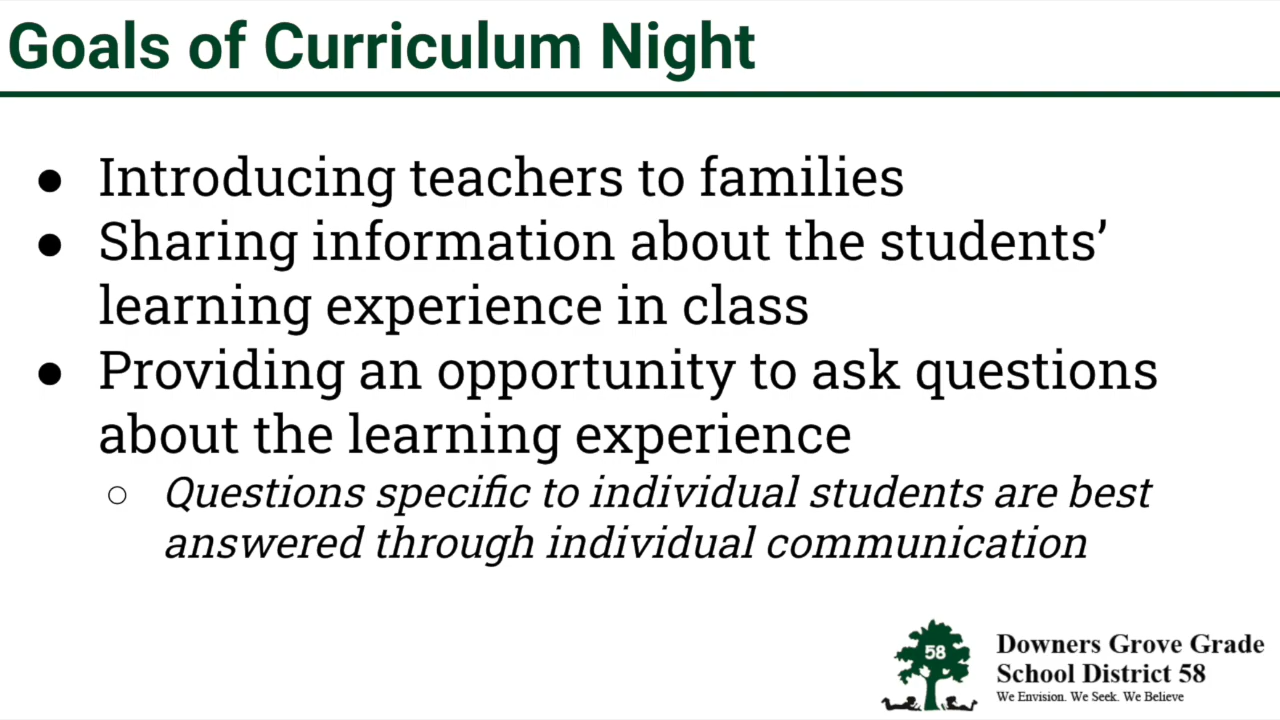 Goals of Curriculum Night
● Introducing teachers to families
● Sharing information about the students’
learning experience in class
● Providing an opportunity to ask questions
about the learning experience
○ Questions specific to individual students are best
answered through individual communication
58
Downers Grove Grade
School District 58
We Envision. We Seek. We Believe